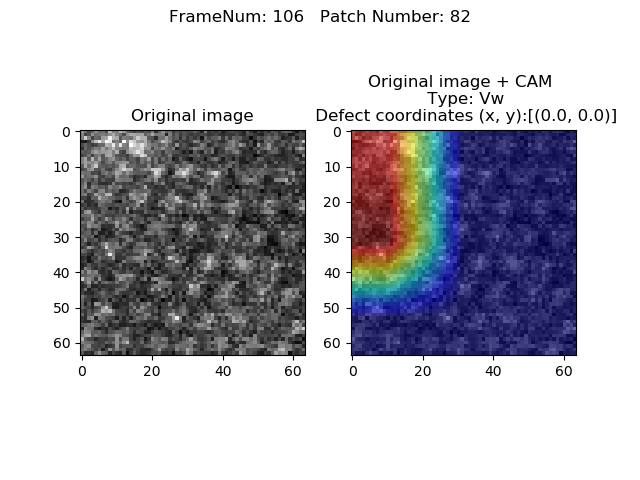 FrameNum: 106   Patch Number: 82
Original image
0
10
20
30
40
50
60
0 20 40 60
Original image + CAM
Type: Vw
Defect coordinates (x, y):[(0.0, 0.0)]
0
10
20
30
40
50
60
0 20 40 60